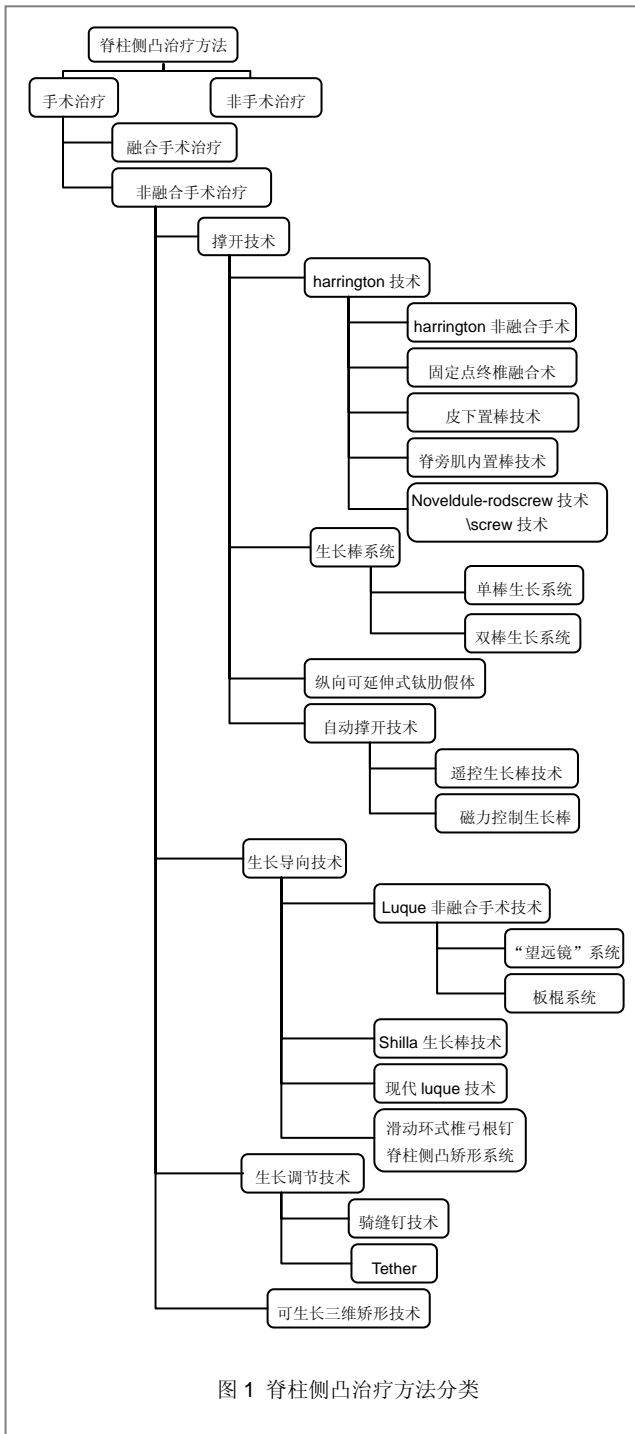 脊柱侧凸治疗方法
手术治疗
非手术治疗
融合手术治疗
非融合手术治疗
撑开技术
harrington 技术
harrington 非融合手术
固定点终椎融合术
皮下置棒技术
脊旁肌内置棒技术
Noveldule-rodscrew 技术
\screw 技术
生长棒系统
单棒生长系统
双棒生长系统
纵向可延伸式钛肋假体
自动撑开技术
遥控生长棒技术
磁力控制生长棒
生长导向技术
Luque 非融合手术技术
“望远镜”系统
板棍系统
Shilla 生长棒技术
现代 luque 技术
滑动环式椎弓根钉
脊柱侧凸矫形系统
生长调节技术
骑缝钉技术
Tether
可生长三维矫形技术
图 1 脊柱侧凸治疗方法分类